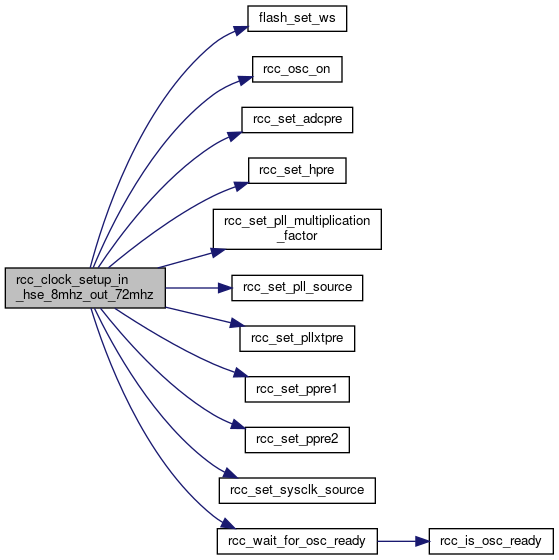 flash_set_ws
rcc_osc_on
rcc_set_adcpre
rcc_set_hpre
rcc_set_pll_multiplication
_factor
rcc_clock_setup_in
_hse_8mhz_out_72mhz
rcc_set_pll_source
rcc_set_pllxtpre
rcc_set_ppre1
rcc_set_ppre2
rcc_set_sysclk_source
rcc_wait_for_osc_ready
rcc_is_osc_ready